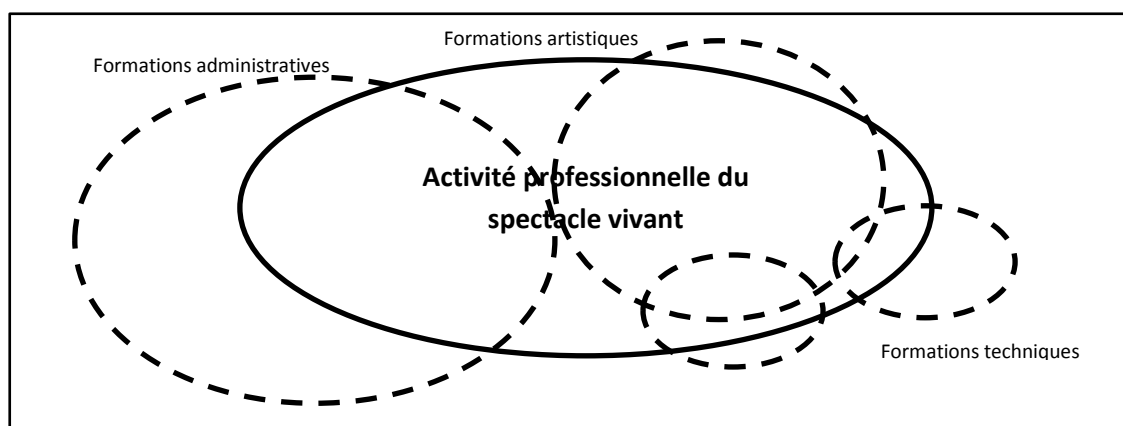 Formations artistiques
Formations administratives
Activité professionnelle du
spectacle vivant
Formations techniques